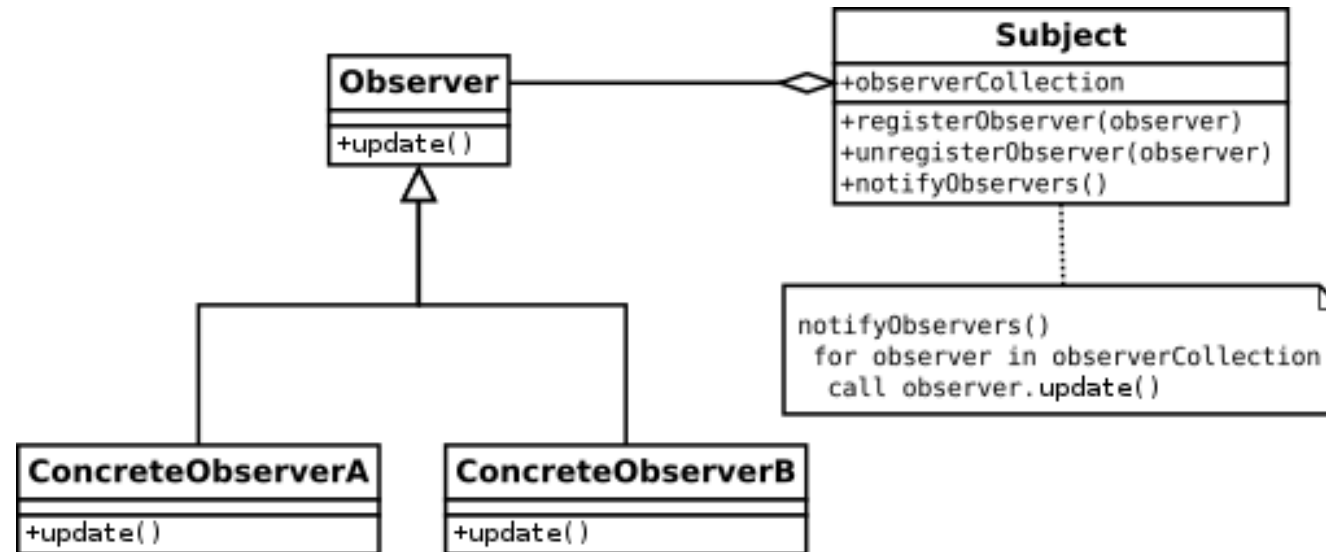 Observer
+update()
Subject
+observerCollection
+registerObserver(observer)
+unregisterObserver(observer)
+notifyObservers()
notifyObservers()
for observer in observerCollection
call observer.update()
ConcreteObserverA
+update()
ConcreteObserverB
+update()